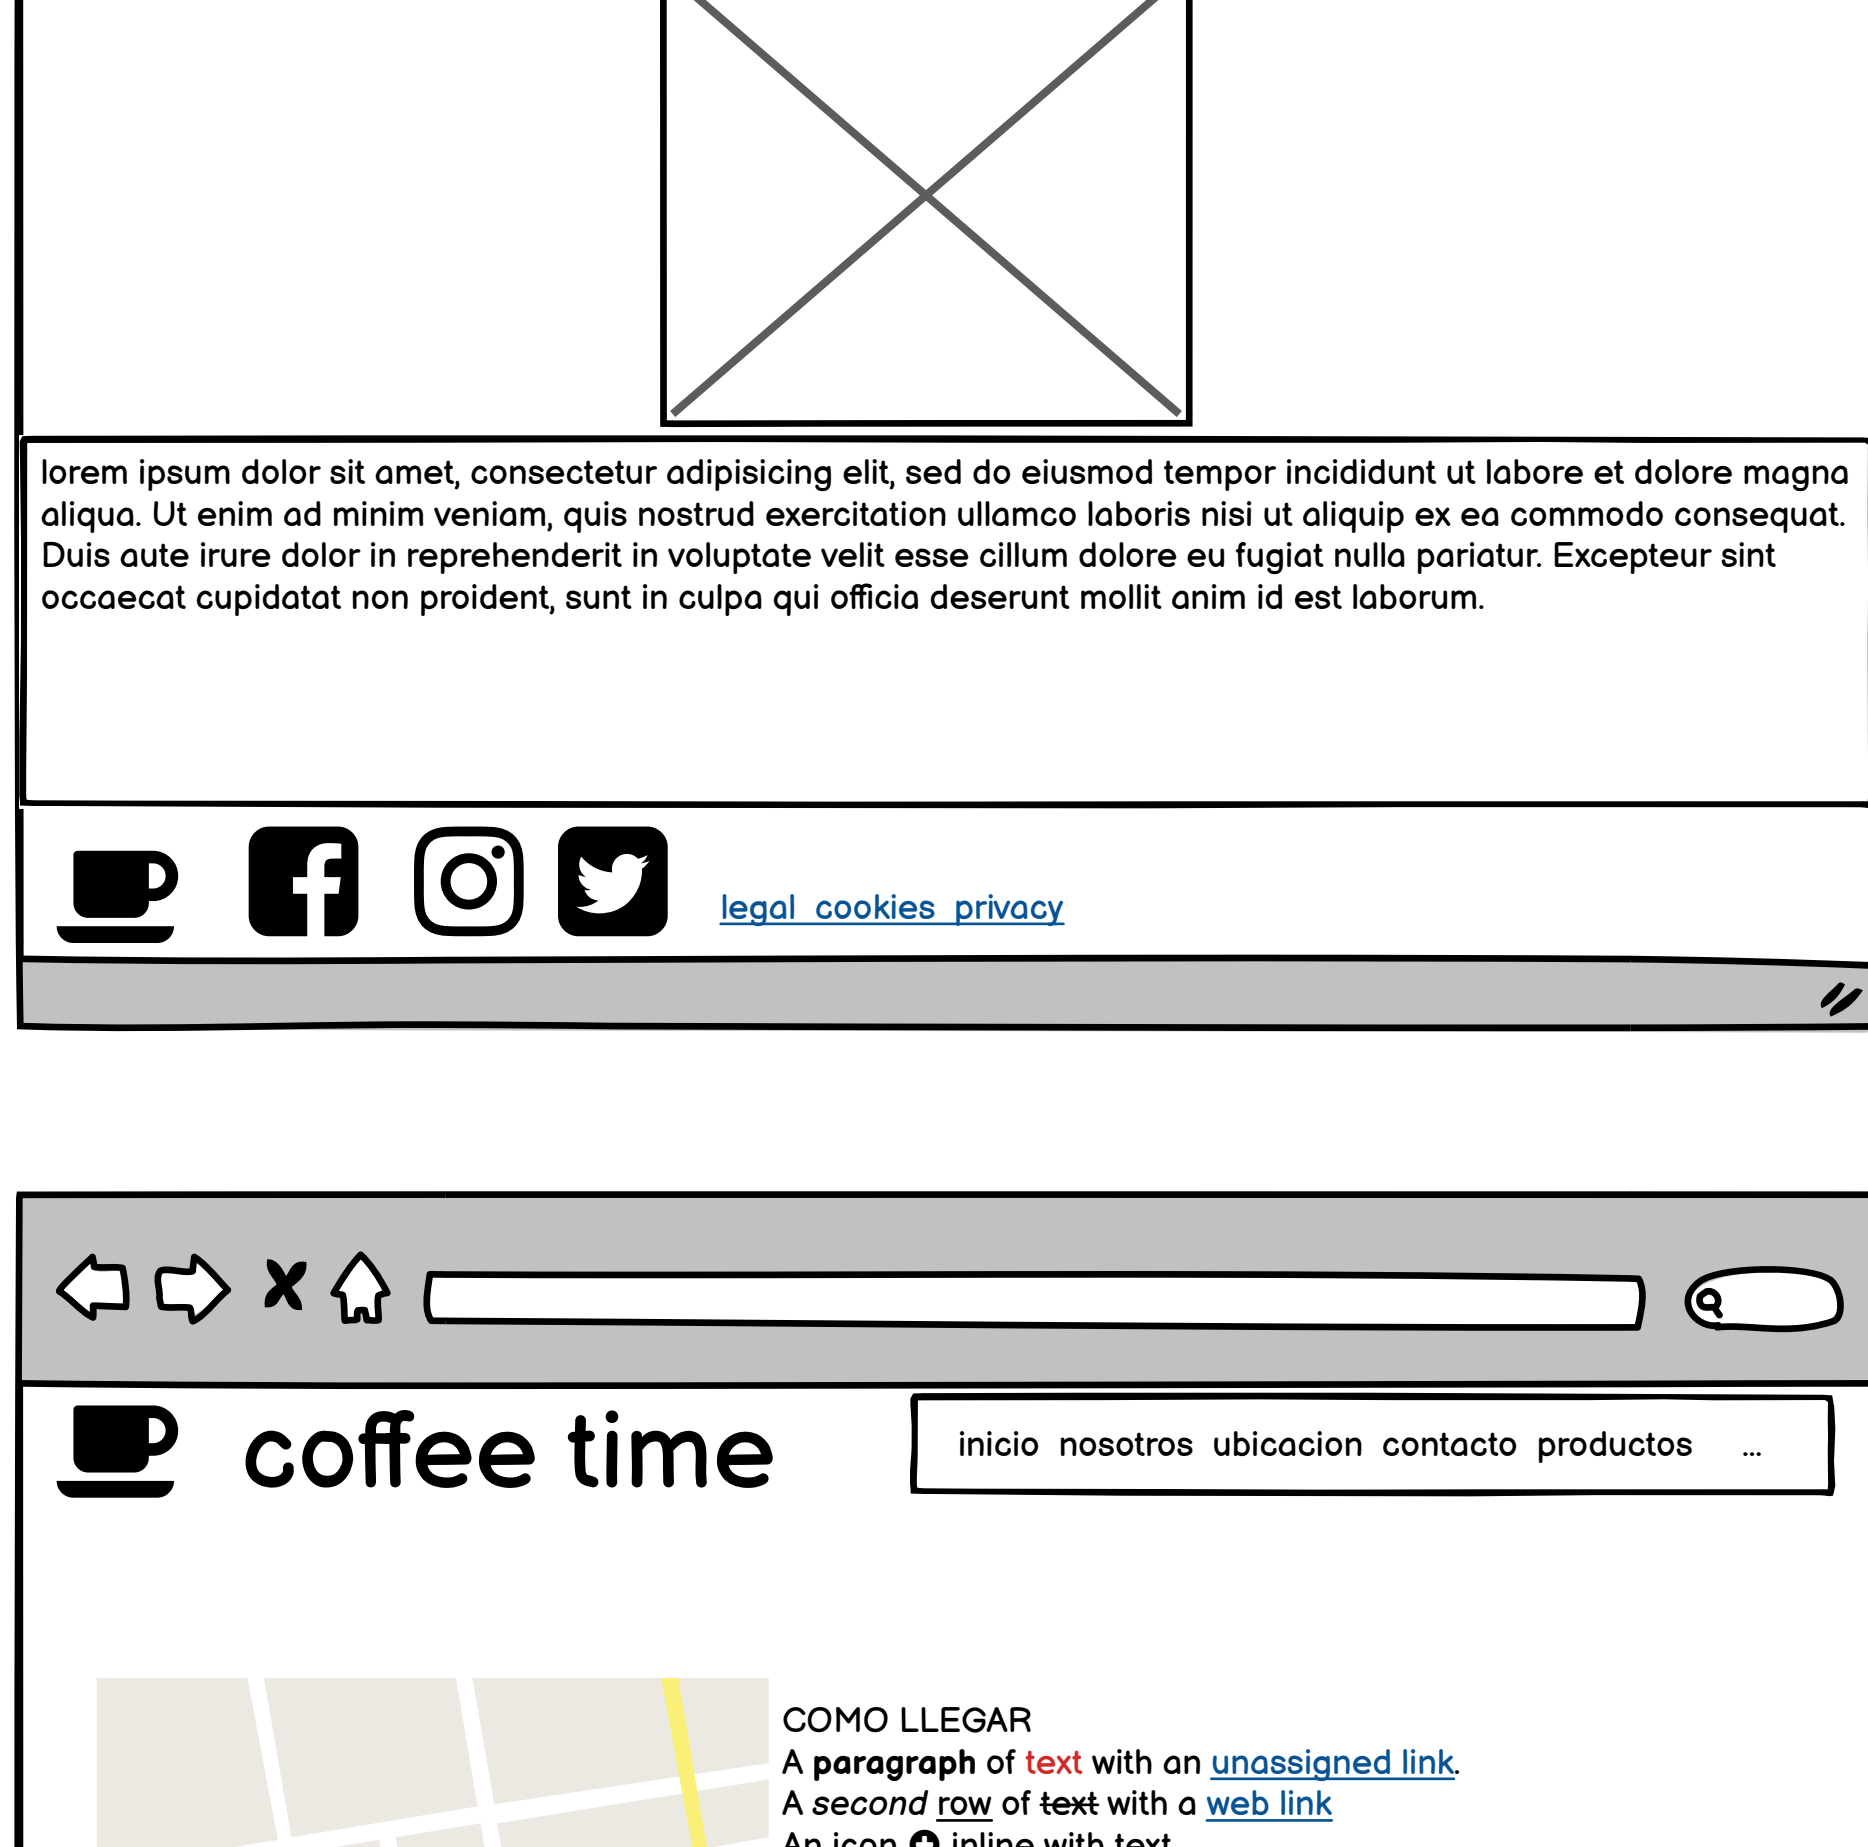 lorem ipsum dolor sit amet, consectetur adipisicing elit, sed do eiusmod tempor incididunt ut labore et dolore magna
aliqua. Ut enim ad minim veniam, quis nostrud exercitation ullamco laboris nisi ut aliquip ex ea commodo consequat.
Duis aute irure dolor in reprehenderit in voluptate velit esse cillum dolore eu fugiat nulla pariatur. Excepteur sint
occaecat cupidatat non proident, sunt in culpa qui officia deserunt mollit anim id est laborum.
legal cookies privacy
coffee time
inicio nosotros ubicacion contacto productos ...
COMO LLEGAR
A paragraph of text with an unassigned link.
A second row of text with a web link
An icon inline with text